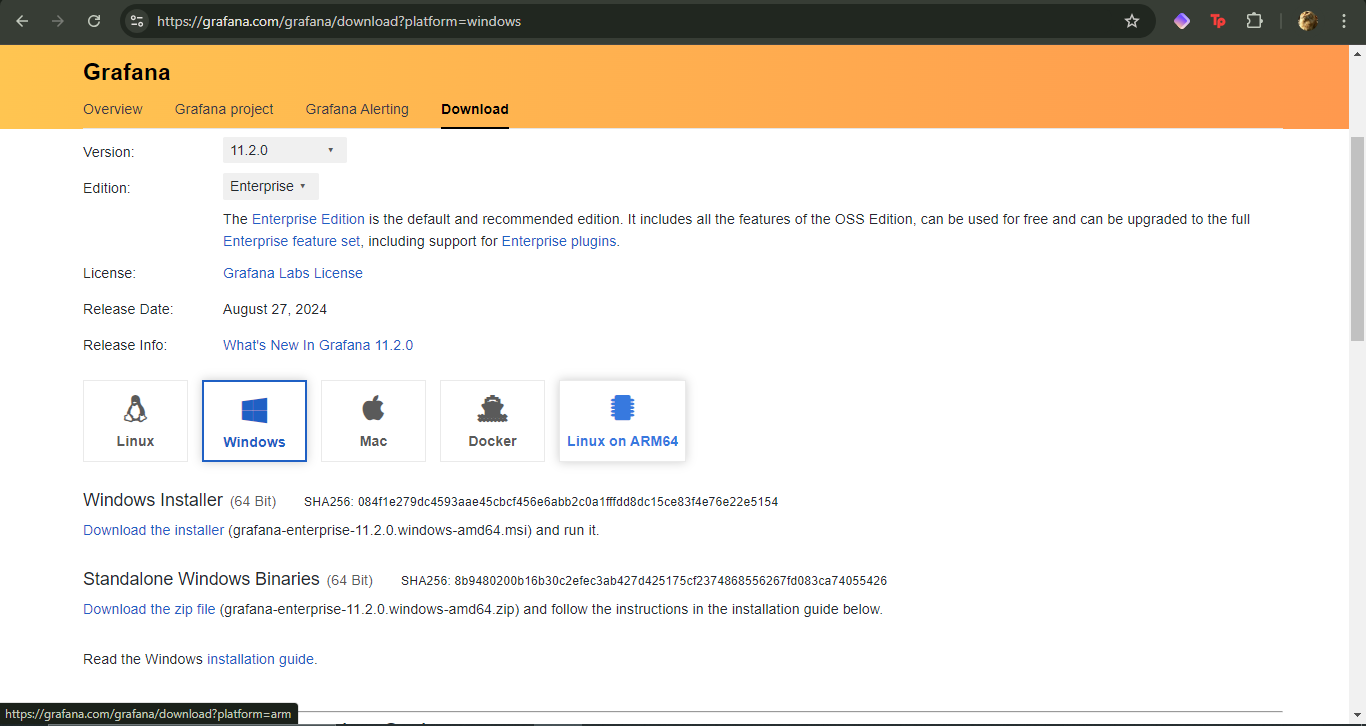 https://grafana.com/grafana/download?platform=windows
Tp
Grafana
Overview Grafana project Grafana Alerting Download
Version: 11.2.0
Edition: Enterprise
The Enterprise Edition is the default and recommended edition. It includes all the features of the OSS Edition, can be used for free and can be upgraded to the full
Enterprise feature set, including support for Enterprise plugins.
License: Grafana Labs License
Release Date: August 27, 2024
Release Info: What's New In Grafana 11.2.0
Linux Windows Mac Docker Linux on ARM64
Windows Installer (64 Bit) SHA256: 084f1e279dc4593aae45cbcf456e6abb2c0a1fffdd8dc15ce83f4e76e22e5154
Download the installer (grafana-enterprise-11.2.0.windows-amd64.msi) and run it.
Standalone Windows Binaries (64 Bit) SHA256: 8b9480200b16b30c2efec3ab427d425175cf2374868556267fd083ca74055426
Download the zip file (grafana-enterprise-11.2.0.windows-amd64.zip) and follow the instructions in the installation guide below.
Read the Windows installation guide.
https://grafana.com/grafana/download?platform=arm